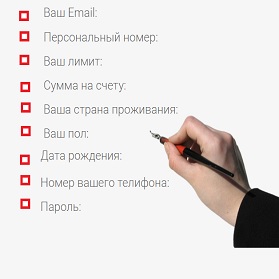 Ваш Email:
Персональный номер:
Ваш лимит:
Сумма на счету:
Ваша страна проживания:
Ваш пол:
Дата рождения:
Номер вашего телифона:
Пароль: